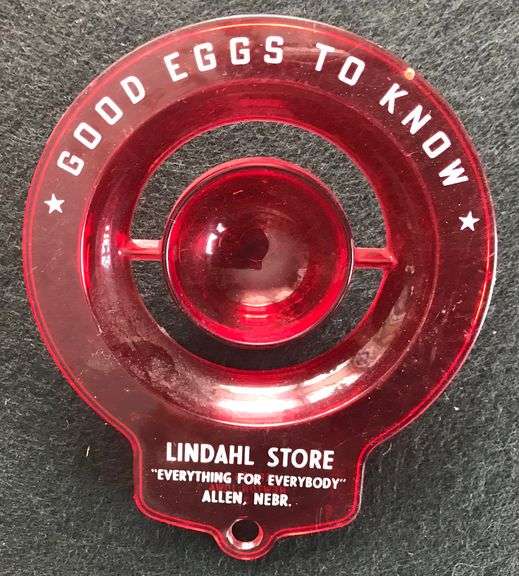 ★ GOOD EGGS TO KNOW ★
LINDAHL STORE
"EVERYTHING FOR EVERYBODY"
ALLEN, NEBR.